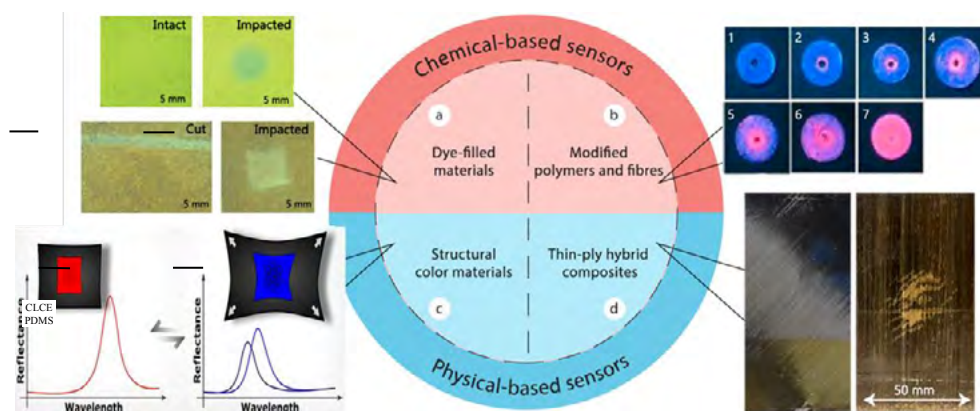 Intact
Impacted
5 mm
5 mm
Cut
Impacted
5 mm
5 mm
Chemical-based sensors
a
b
Dye-filled
materials
Modified
polymers and fibres
Structural
color materials
Thin-ply hybrid
composites
c
d
Physical-based sensors
1
2
3
4
5
6
7
CLCE
PDMS
Reflectance
Wavelength
Reflectance
Wavelength
50 mm